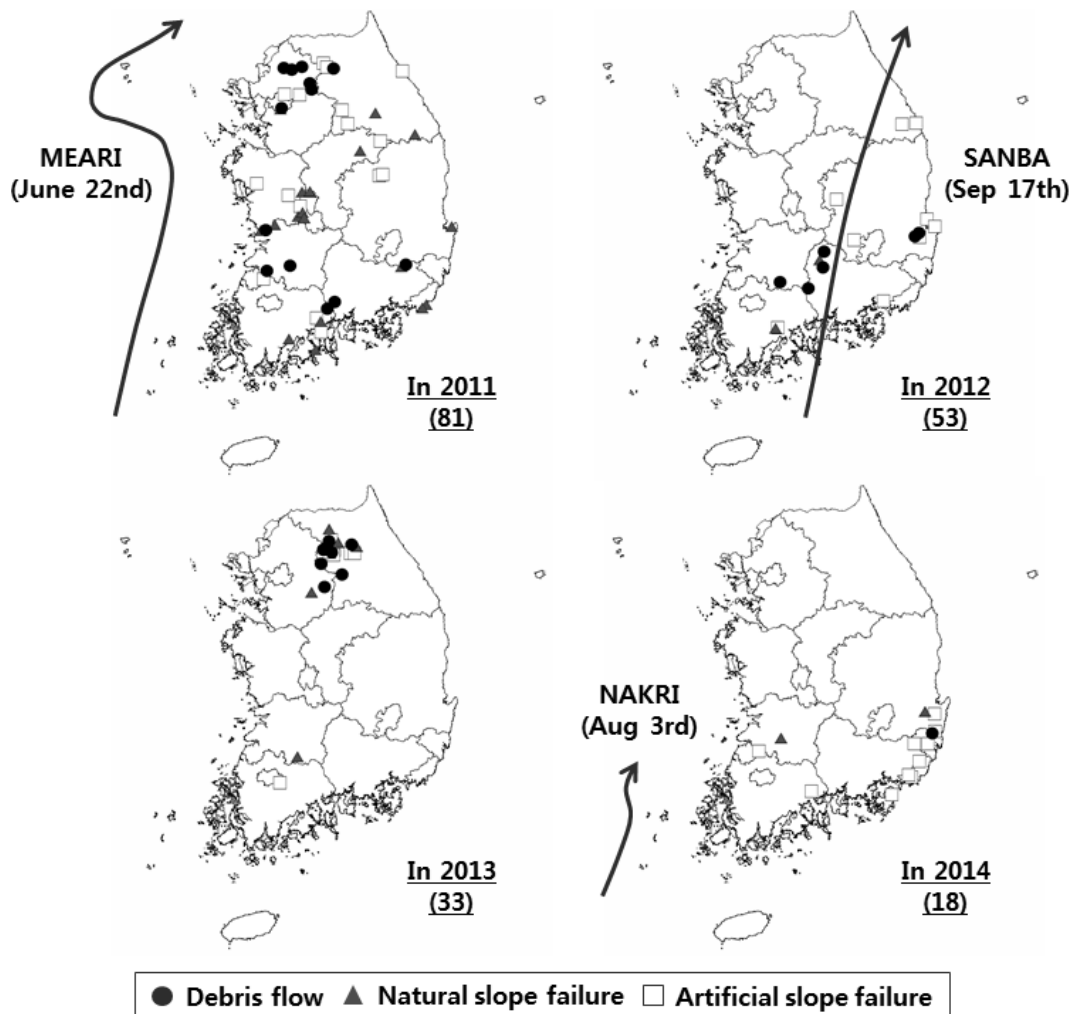 MEARI
(June 22nd)
In 2011
(81)
SANBA
(Sep 17th)
In 2012
(53)
In 2013
(33)
NAKRI
(Aug 3rd)
In 2014
(18)
Debris flow Natural slope failure Artificial slope failure